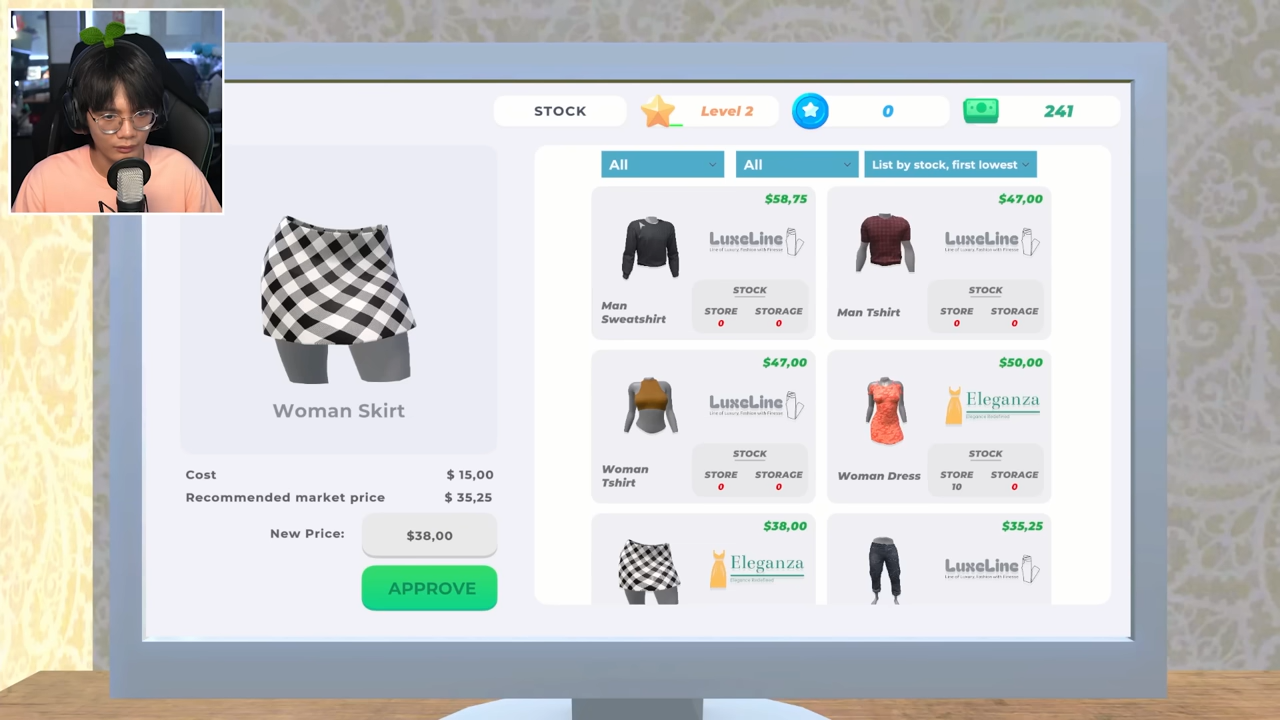 STOCK
Level 2
0
241
All
All
List by stock, first lowest
Woman Skirt
Cost
$ 15,00
Recommended market price
$ 35,25
New Price:
$38,00
APPROVE
$58,75
LuxeLine
Man
Sweatshirt
STOCK
STORE
STORAGE
0
0
$47,00
LuxeLine
Man Tshirt
STOCK
STORE
STORAGE
0
0
$47,00
LuxeLine
Woman
Tshirt
STOCK
STORE
STORAGE
0
0
$50,00
Eleganza
Woman Dress
STOCK
STORE
STORAGE
10
0
$38,00
Eleganza
$35,25
LuxeLine